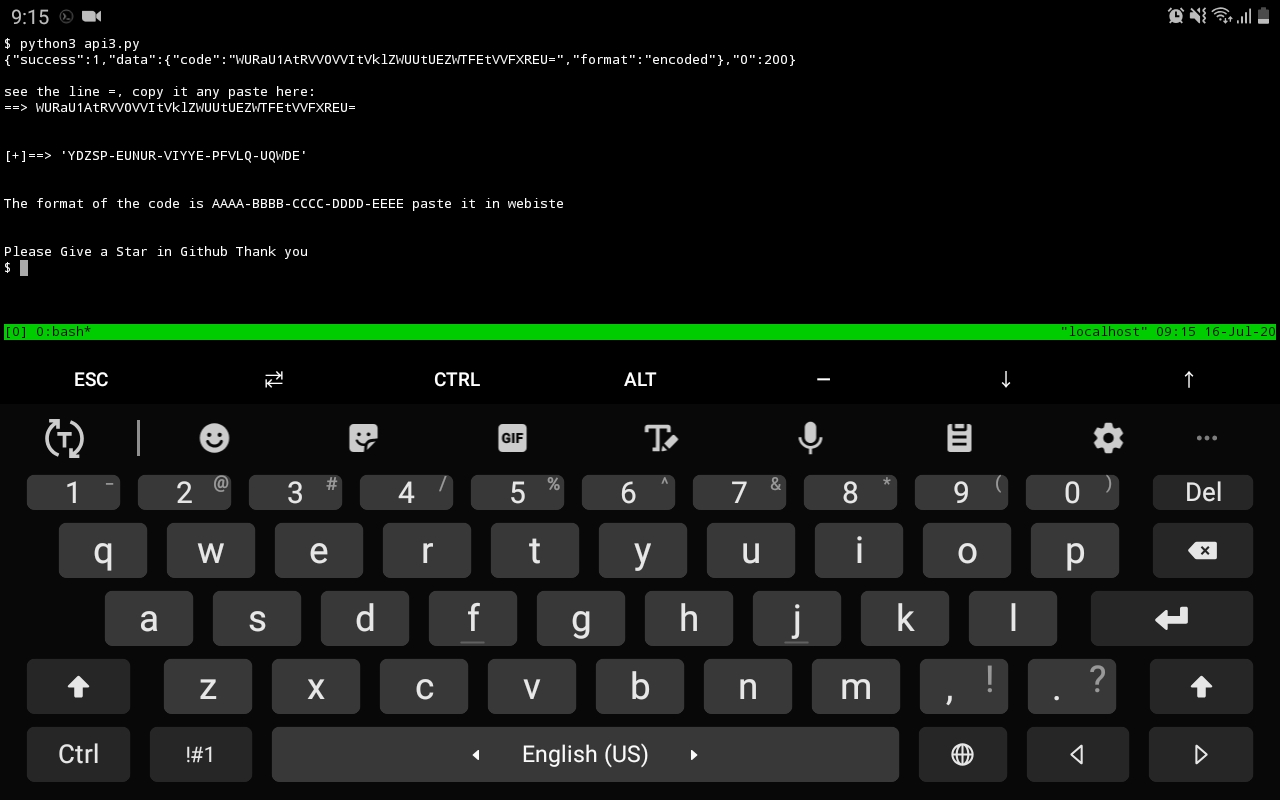 9:15
$ python3 api3.py
{"success":1,"data":{"code":"WURaU1AtRVVOVVItVklZWUUtUEZWTFEtVVFXREU=","format":"encoded"},"0":200}
see the line =, copy it any paste here:
==> WURaU1AtRVVOVVItVklZWUUtUEZWTFEtVVFXREU=
[+]==> 'YDZSP-EUNUR-VIYYE-PFVLQ-UQWDE'
The format of the code is AAAA-BBBB-CCCC-DDDD-EEEE paste it in webiste
Please Give a Star in Github Thank you
$
[0] 0:bash* "localhost" 09:15 16-Jul-20
ESC ⇄ CTRL ALT – ↓ ↑
T GIF T ...
1 - 2 @ 3 # 4 / 5 % 6 ^ 7 & 8 * 9 ( 0 ) Del
q w e r t y u i o p
a s d f g h j k l
z x c v b n m , ! . ?
Ctrl !#1 English (US)